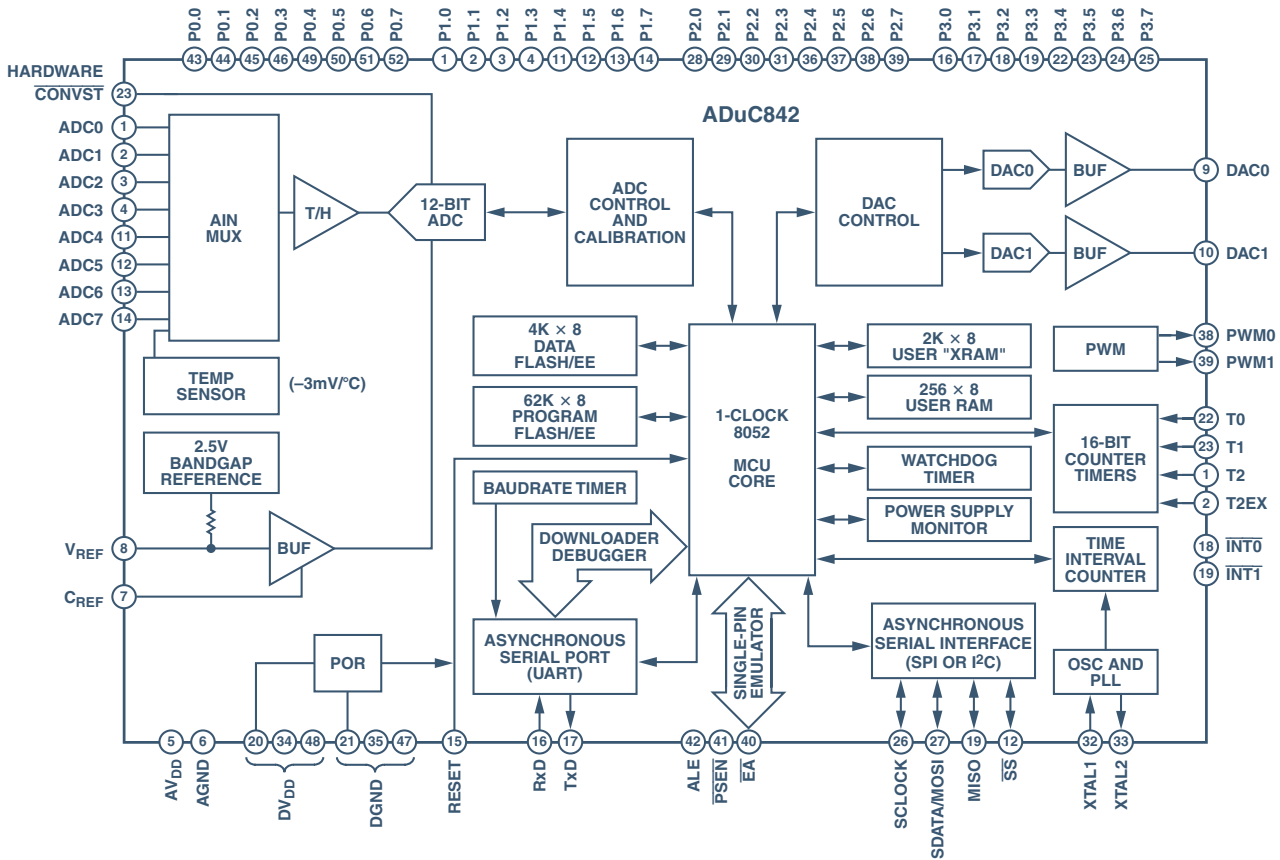 P0.0 P0.1 P0.2 P0.3 P0.4 P0.5 P0.6 P0.7 P1.0 P1.1 P1.2 P1.3 P1.4 P1.5 P1.6 P1.7 P2.0 P2.1 P2.2 P2.3 P2.4 P2.5 P2.6 P2.7 P3.0 P3.1 P3.2 P3.3 P3.4 P3.5 P3.6 P3.7
43 44 45 46 49 50 51 52 1 2 3 4 11 12 13 14 28 29 30 31 36 37 38 39 16 17 18 19 22 23 24 25
HARDWARE
CONVST 23
ADuC842
ADC0 1
ADC1 2
ADC2 3
ADC3 4
ADC4 11
ADC5 12
ADC6 13
ADC7 14
AIN
MUX
T/H
12-BIT
ADC
ADC
CONTROL
AND
CALIBRATION
DAC
CONTROL
DAC0
BUF
9 DAC0
DAC1
BUF
10 DAC1
TEMP
SENSOR
(–3mV/°C)
4K × 8
DATA
FLASH/EE
62K × 8
PROGRAM
FLASH/EE
1-CLOCK
8052
MCU
CORE
2K × 8
USER "XRAM"
256 × 8
USER RAM
WATCHDOG
TIMER
POWER SUPPLY
MONITOR
PWM
38 PWM0
39 PWM1
16-BIT
COUNTER
TIMERS
22 T0
23 T1
1 T2
2 T2EX
18 INT0
19 INT1
TIME
INTERVAL
COUNTER
2.5V
BANDGAP
REFERENCE
BAUDRATE TIMER
DOWNLOADER
DEBUGGER
VREF 8
BUF
CREF 7
POR
ASYNCHRONOUS
SERIAL PORT
(UART)
SINGLE-PIN
EMULATOR
ASYNCHRONOUS
SERIAL INTERFACE
(SPI OR I2C)
OSC AND
PLL
5 6 20 34 48 21 35 47 15 16 17 42 41 40 26 27 19 12 32 33
AVDD AGND DVDD DGND RESET RxD TxD ALE PSEN EA SCLOCK SDATA/MOSI MISO SS XTAL1 XTAL2